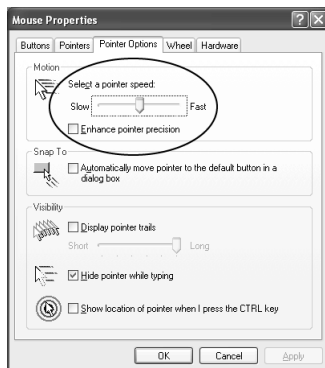 Mouse Properties
Buttons Pointers Pointer Options Wheel Hardware
Motion
Select a pointer speed:
Slow Fast
Enhance pointer precision
Snap To
Automatically move pointer to the default button in a
dialog box
Visibility
Display pointer trails
Short Long
Hide pointer while typing
Show location of pointer when I press the CTRL key
OK Cancel Apply